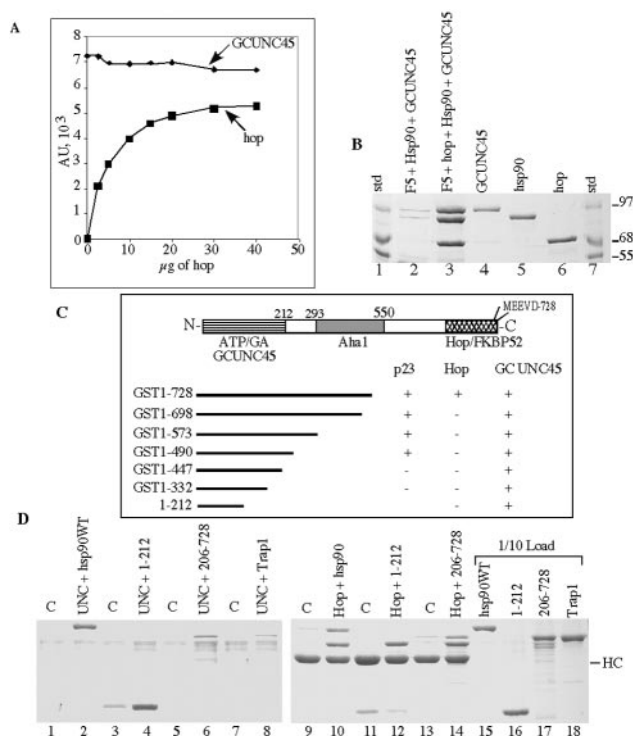 A
GCUNC45
hop
AU, 10³
8
7
6
5
4
3
2
1
0
0 10 20 30 40 50
µg of hop
B
std
F5 + Hsp90 + GCUNC45
F5 + hop + Hsp90 + GCUNC45
GCUNC45
hsp90
hop
std
97
68
55
1 2 3 4 5 6 7
C
MEEVD-728
212 293 550
N- -C
ATP/GA Aha1 Hop/FKBP52
GCUNC45
p23 Hop GC UNC45
GST1-728 + + +
GST1-698 + - +
GST1-573 + - +
GST1-490 + - +
GST1-447 - - +
GST1-332 - - +
1-212 - +
D
C
UNC + hsp90WT
C
UNC + 1-212
C
UNC + 206-728
C
UNC + Trap1
C
Hop + hsp90
C
Hop + 1-212
C
Hop + 206-728
1/10 Load
hsp90WT
1-212
206-728
Trap1
HC
1 2 3 4 5 6 7 8 9 10 11 12 13 14 15 16 17 18